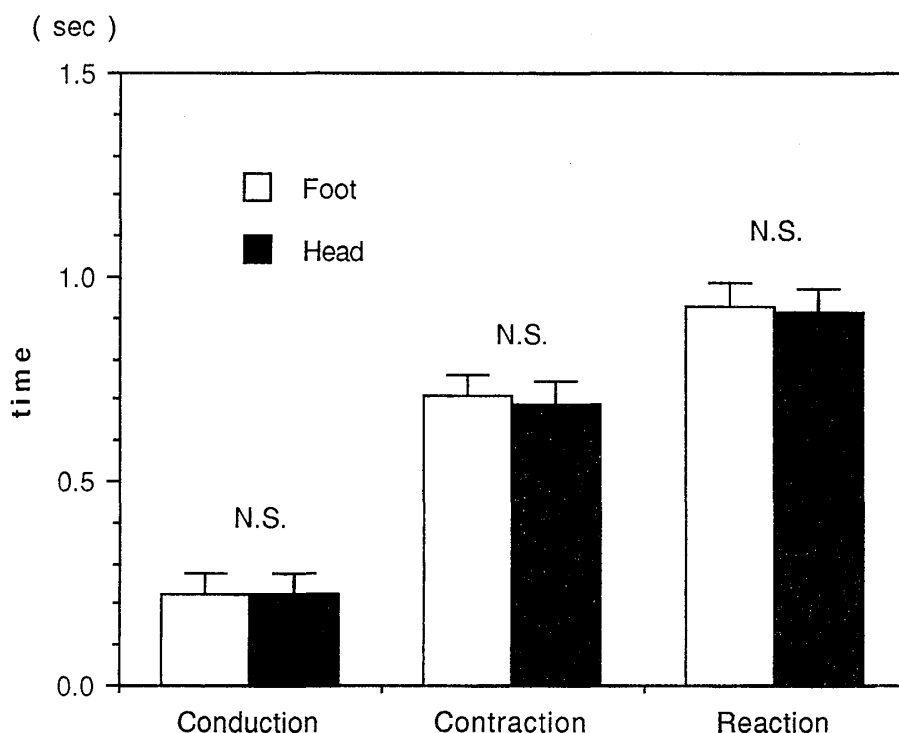 ( sec )
1.5
1.0
0.5
0.0
time
Foot
Head
N.S.
N.S.
N.S.
Conduction Contraction Reaction